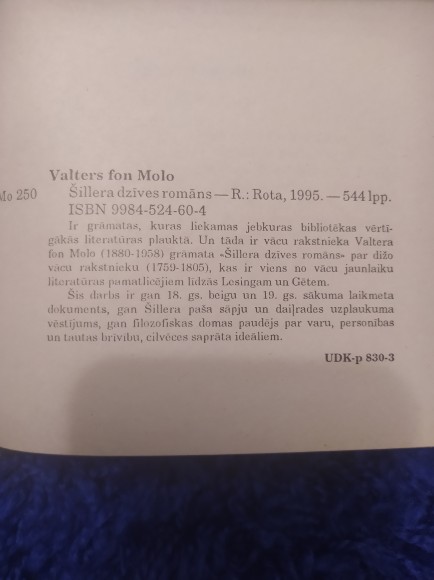 Valters fon Molo
Mo 250 Šillera dzīves romāns — R.: Rota, 1995. — 544 lpp.
ISBN 9984-524-60-4
Ir grāmatas, kuras liekamas jebkuras bibliotēkas vērtī-
gākās literatūras plauktā. Un tāda ir vācu rakstnieka Valtera
fon Molo (1880-1958) grāmata «Šillera dzīves romāns» par dižo
vācu rakstnieku (1759-1805), kas ir viens no vācu jaunlaiku
literatūras pamatlicējiem līdzās Lesingam un Gētem.
Šis darbs ir gan 18. gs. beigu un 19. gs. sākuma laikmeta
dokuments, gan Šillera paša sāpju un daiļrades uzplaukuma
vēstījums, gan filozofiskas domas paudējs par varu, personības
un tautas brīvību, cilvēces saprāta ideāliem.
UDK-p 830-3